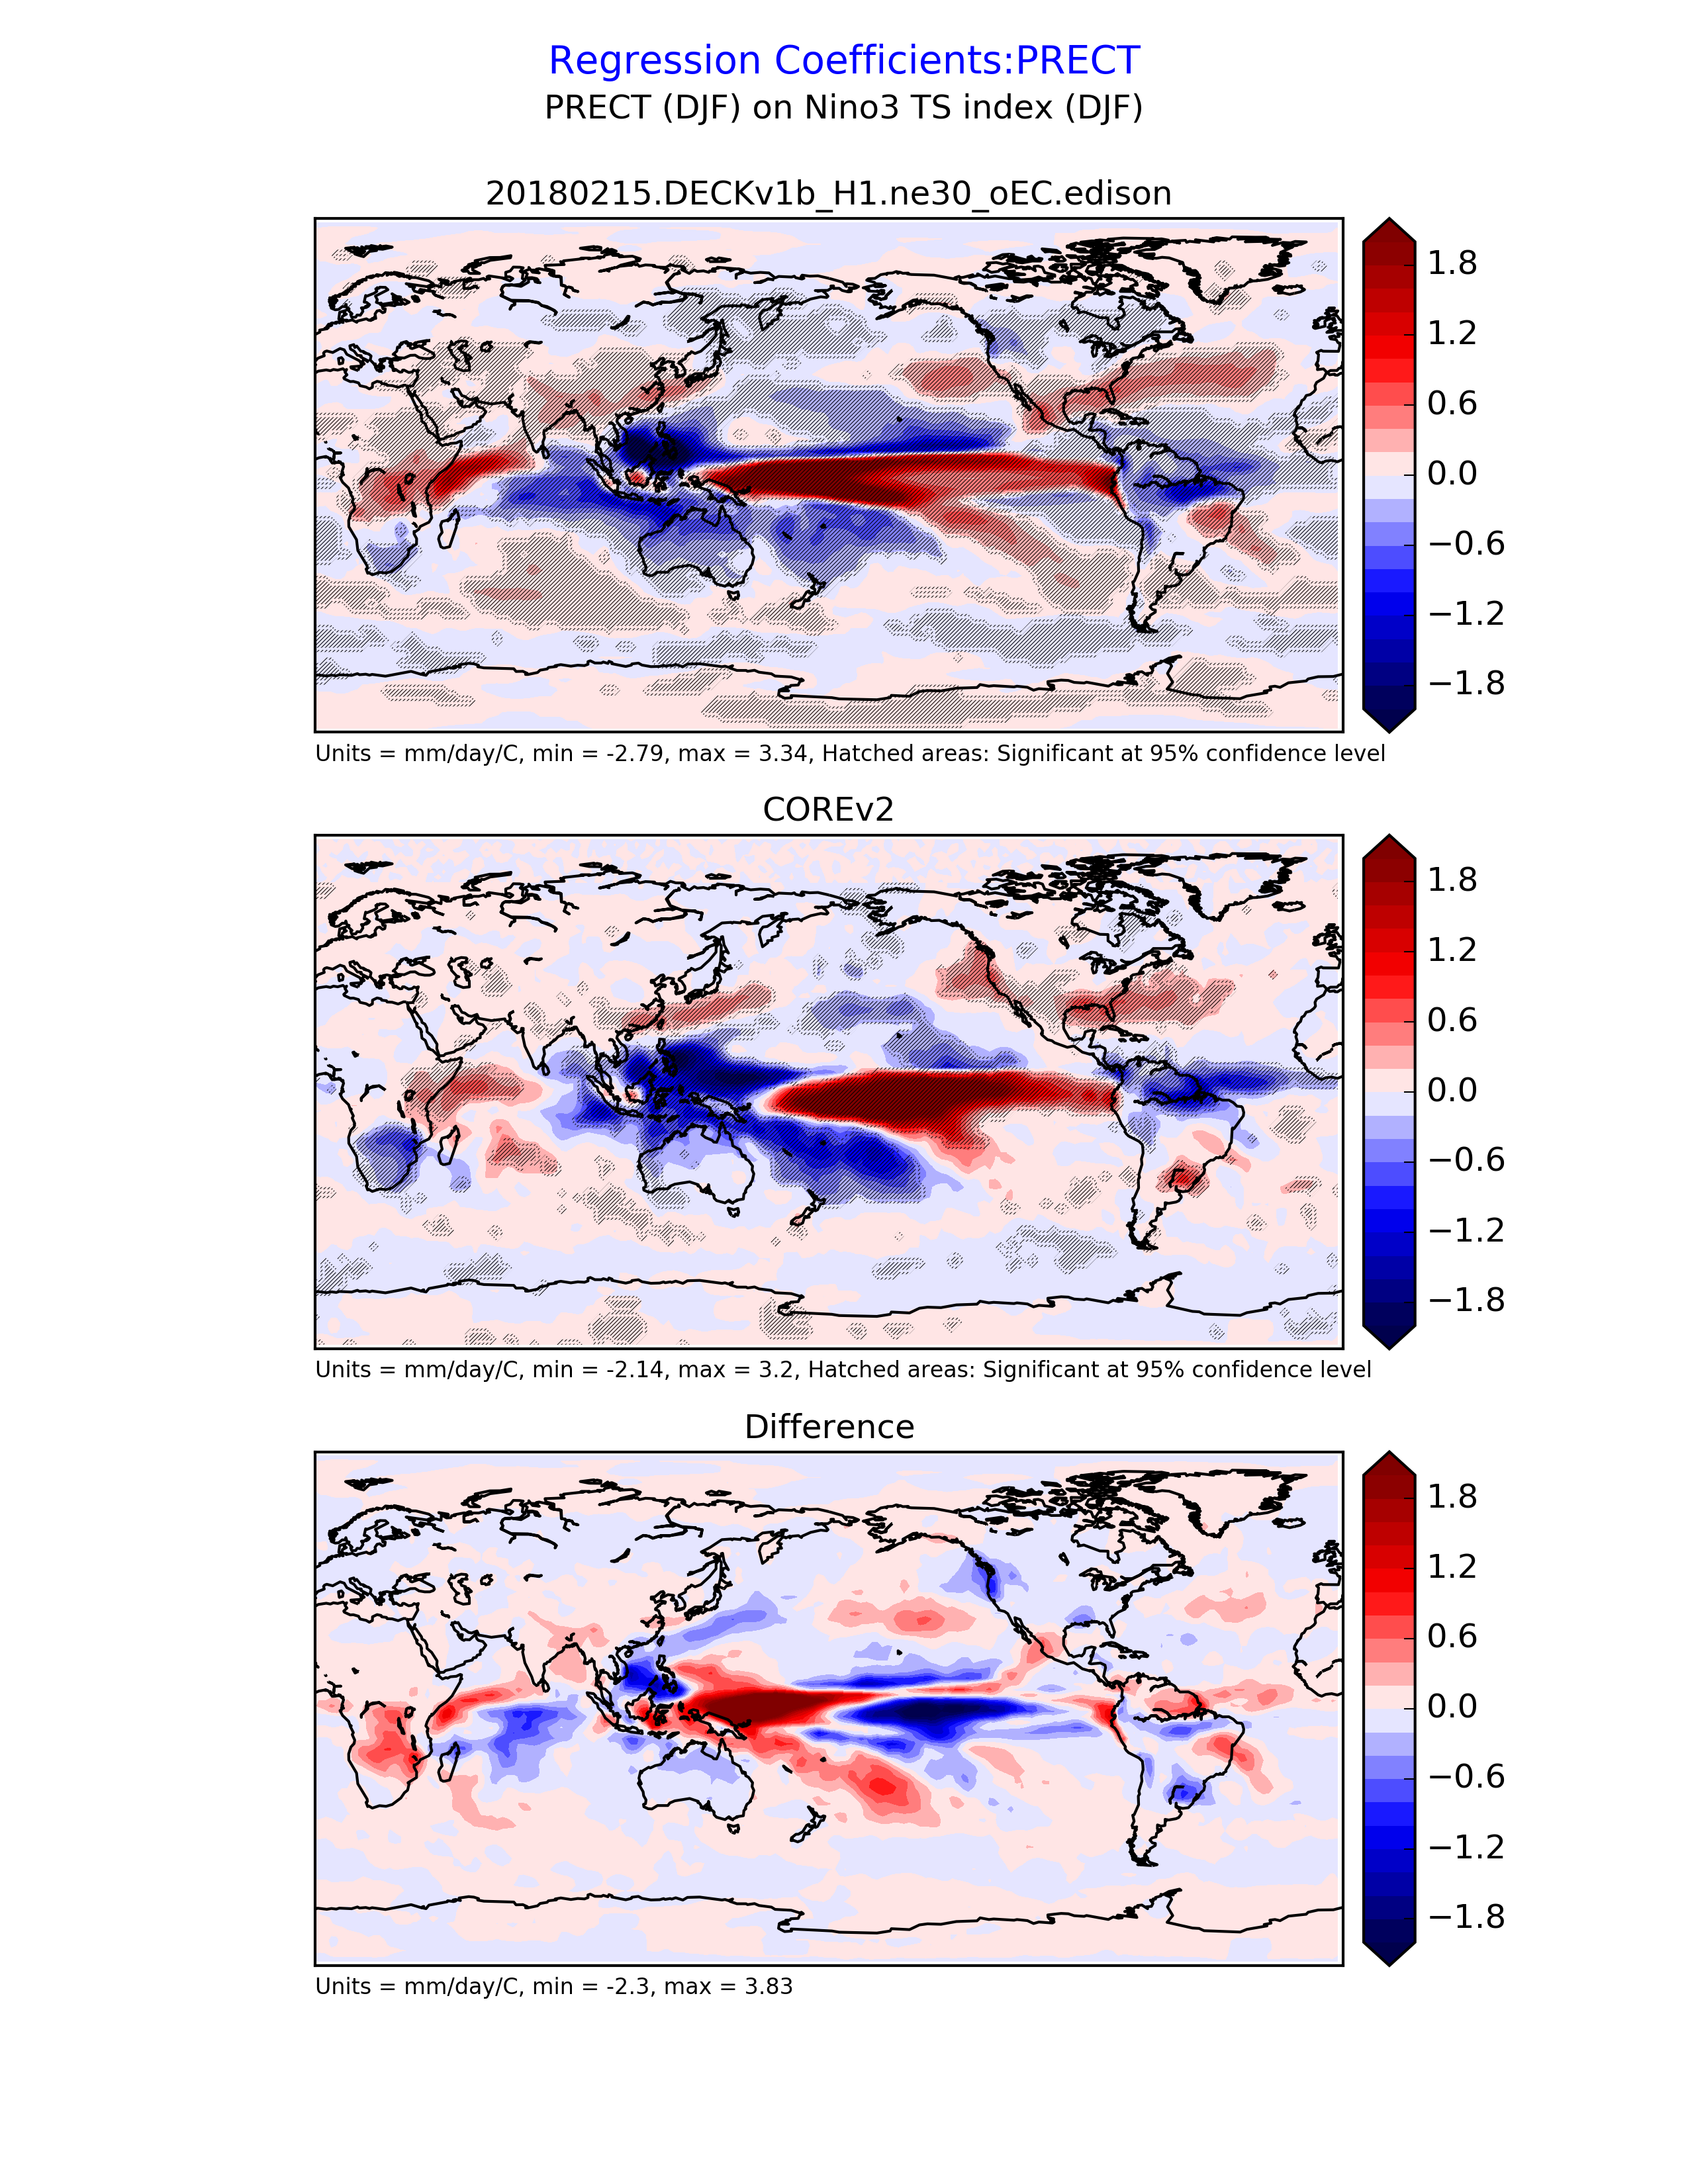 Regression Coefficients:PRECT
PRECT (DJF) on Nino3 TS index (DJF)
20180215.DECKv1b_H1.ne30_oEC.edison
1.8
1.2
0.6
0.0
−0.6
−1.2
−1.8
Units = mm/day/C, min = -2.79, max = 3.34, Hatched areas: Significant at 95% confidence level
COREv2
1.8
1.2
0.6
0.0
−0.6
−1.2
−1.8
Units = mm/day/C, min = -2.14, max = 3.2, Hatched areas: Significant at 95% confidence level
Difference
1.8
1.2
0.6
0.0
−0.6
−1.2
−1.8
Units = mm/day/C, min = -2.3, max = 3.83